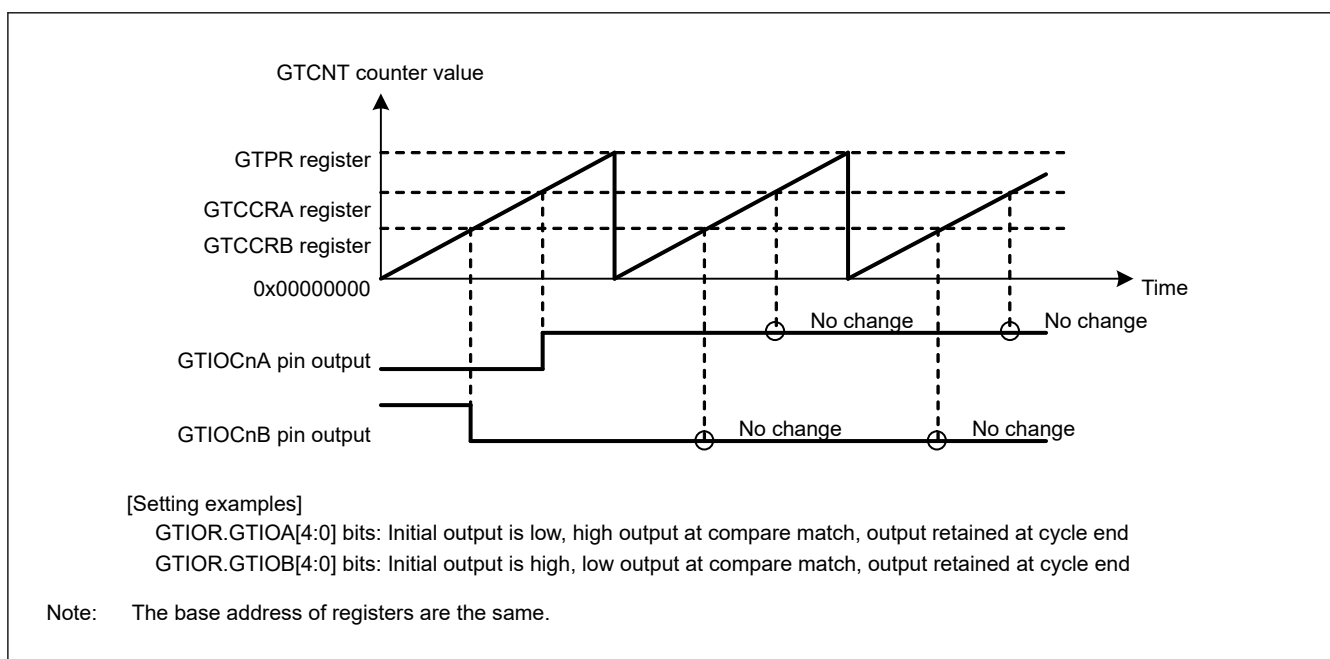 GTCNT counter value
GTPR register
GTCCRA register
GTCCRB register
0x00000000
Time
GTIOCnA pin output
No change
No change
GTIOCnB pin output
No change
No change
[Setting examples]
GTIOR.GTIOA[4:0] bits: Initial output is low, high output at compare match, output retained at cycle end
GTIOR.GTIOB[4:0] bits: Initial output is high, low output at compare match, output retained at cycle end
Note: The base address of registers are the same.